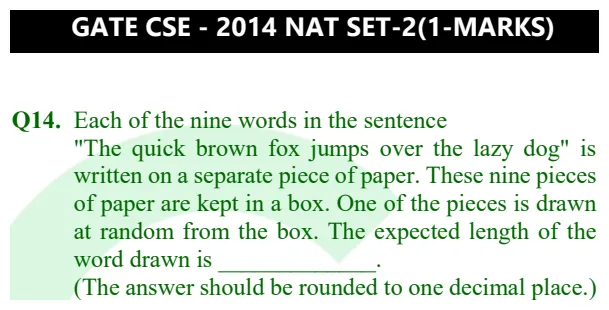 GATE CSE - 2014 NAT SET-2(1-MARKS)
Q14. Each of the nine words in the sentence
"The quick brown fox jumps over the lazy dog" is
written on a separate piece of paper. These nine pieces
of paper are kept in a box. One of the pieces is drawn
at random from the box. The expected length of the
word drawn is _____________.
(The answer should be rounded to one decimal place.)